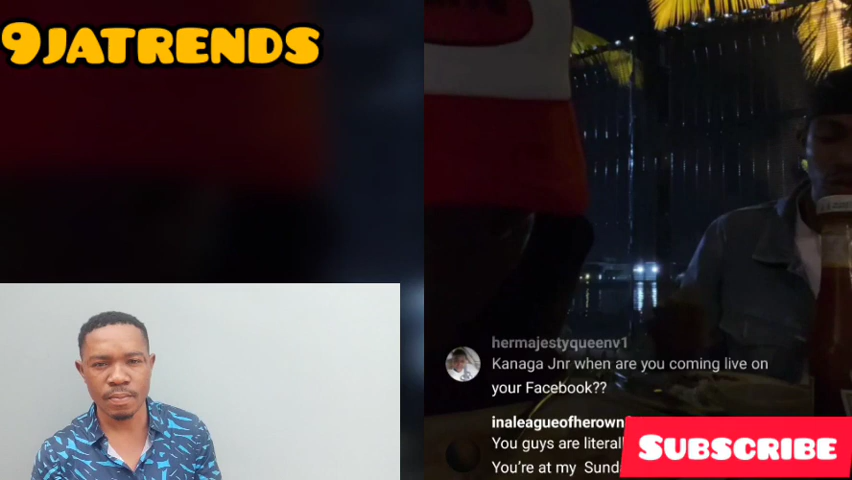 9JATRENDS
hermajestyqueenv1
Kanaga Jnr when are you coming live on
your Facebook??
inaleagueofherown
You guys are literal
You're at my Sund
SUBSCRIBE